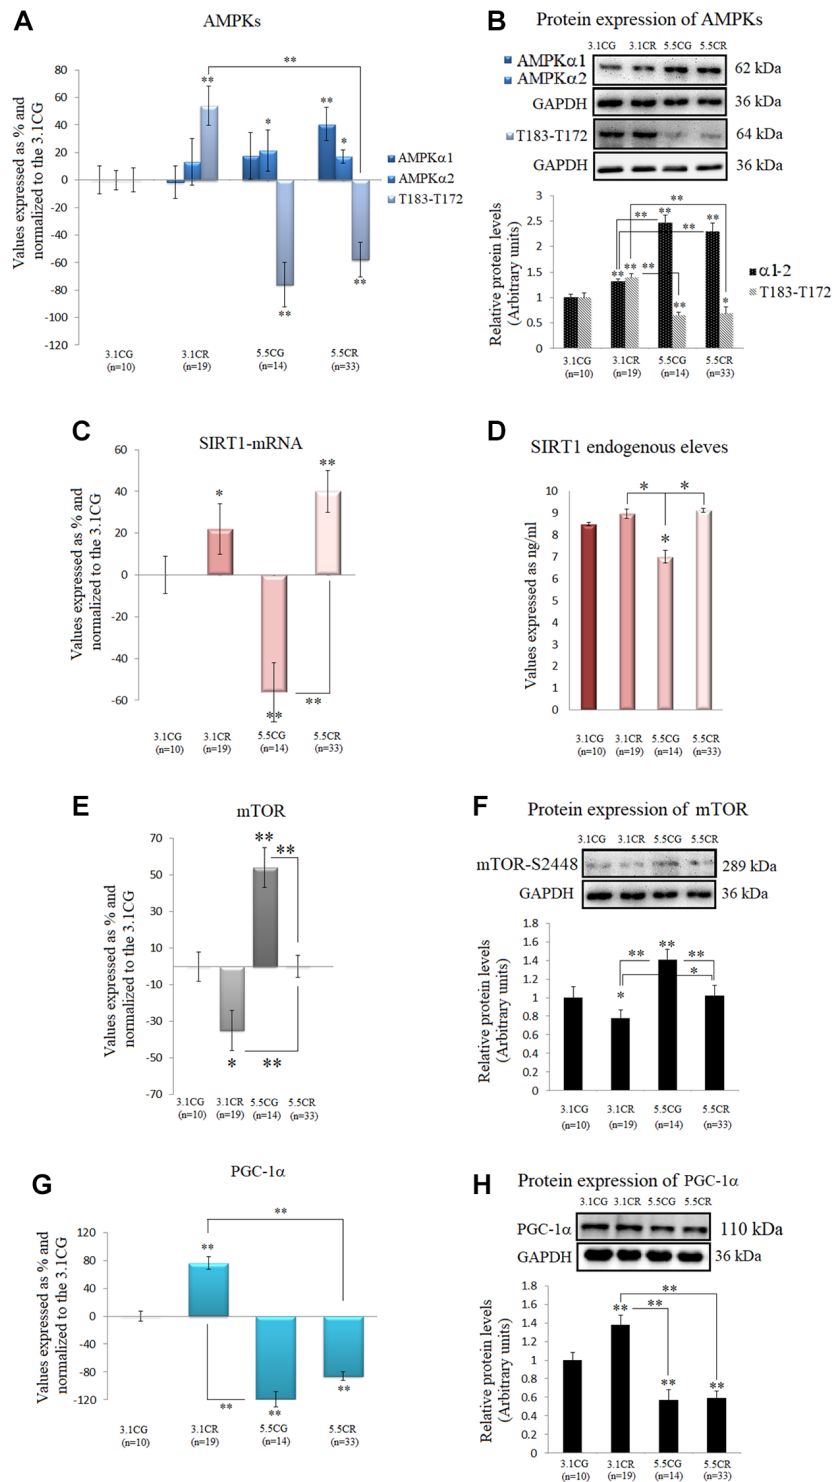 A
AMPKs
Values expressed as % and
normalized to the 3.1CG
80
60
40
20
0
-20
-40
-60
-80
-100
-120
**
**
*
**
**
*
**
AMPKα1
AMPKα2
T183-T172
3.1CG
(n=10)
3.1CR
(n=19)
5.5CG
(n=14)
5.5CR
(n=33)
B
Protein expression of AMPKs
3.1CG 3.1CR 5.5CG 5.5CR
AMPKα1
AMPKα2
62 kDa
GAPDH
36 kDa
T183-T172
64 kDa
GAPDH
36 kDa
Relative protein levels
(Arbitrary units)
3
2.5
2
1.5
1
0.5
0
**
**
**
**
**
** **
**
**
*
α1-2
T183-T172
3.1CG
(n=10)
3.1CR
(n=19)
5.5CG
(n=14)
5.5CR
(n=33)
C
SIRT1-mRNA
Values expressed as % and
normalized to the 3.1CG
60
40
20
0
-20
-40
-60
*
**
**
**
3.1CG
(n=10)
3.1CR
(n=19)
5.5CG
(n=14)
5.5CR
(n=33)
D
SIRT1 endogenous eleves
Values expressed as ng/ml
10
9
8
7
6
5
4
3
2
1
0
* *
*
3.1CG
(n=10)
3.1CR
(n=19)
5.5CG
(n=14)
5.5CR
(n=33)
E
mTOR
Values expressed as % and
normalized to the 3.1CG
70
50
30
10
-10
-30
-50
-70
**
**
*
**
3.1CG
(n=10)
3.1CR
(n=19)
5.5CG
(n=14)
5.5CR
(n=33)
F
Protein expression of mTOR
3.1CG 3.1CR 5.5CG 5.5CR
mTOR-S2448
289 kDa
GAPDH
36 kDa
Relative protein levels
(Arbitrary units)
1.8
1.6
1.4
1.2
1
0.8
0.6
0.4
0.2
0
**
** **
*
*
3.1CG
(n=10)
3.1CR
(n=19)
5.5CG
(n=14)
5.5CR
(n=33)
G
PGC-1α
Values expressed as % and
normalized to the 3.1CG
120
80
40
0
-40
-80
-120
**
**
**
**
**
3.1CG
(n=10)
3.1CR
(n=19)
5.5CG
(n=14)
5.5CR
(n=33)
H
Protein expression of PGC-1α
3.1CG 3.1CR 5.5CG 5.5CR
PGC-1α
110 kDa
GAPDH
36 kDa
Relative protein levels
(Arbitrary units)
1.8
1.6
1.4
1.2
1
0.8
0.6
0.4
0.2
0
**
** **
**
**
3.1CG
(n=10)
3.1CR
(n=19)
5.5CG
(n=14)
5.5CR
(n=33)